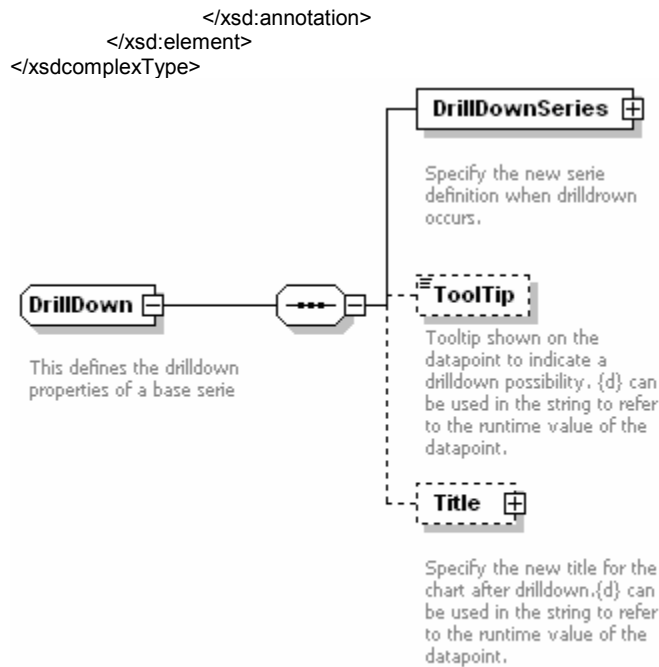 </xsd:annotation>
</xsd:element>
</xsdcomplexType>
DrillDownSeries
Specify the new serie
definition when drilldrown
occurs.
DrillDown
This defines the drilldown
properties of a base serie
ToolTip
Tooltip shown on the
datapoint to indicate a
drilldown possibility. {d} can
be used in the string to refer
to the runtime value of the
datapoint.
Title
Specify the new title for the
chart after drilldown.{d} can
be used in the string to refer
to the runtime value of the
datapoint.